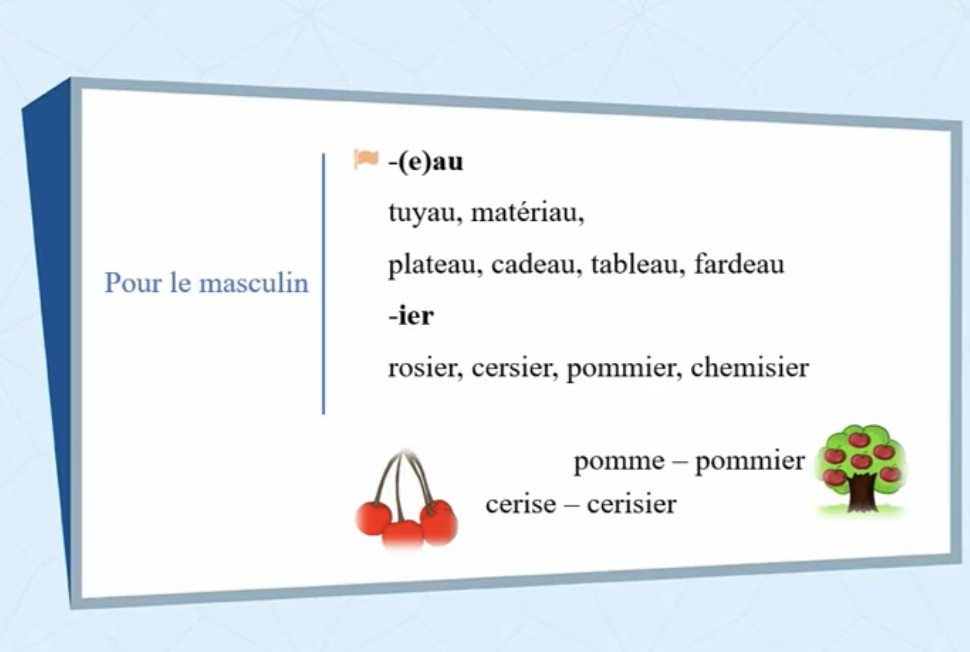 -(e)au
tuyau, matériau,
plateau, cadeau, tableau, fardeau
Pour le masculin
-ier
rosier, cersier, pommier, chemisier
pomme – pommier
cerise – cerisier